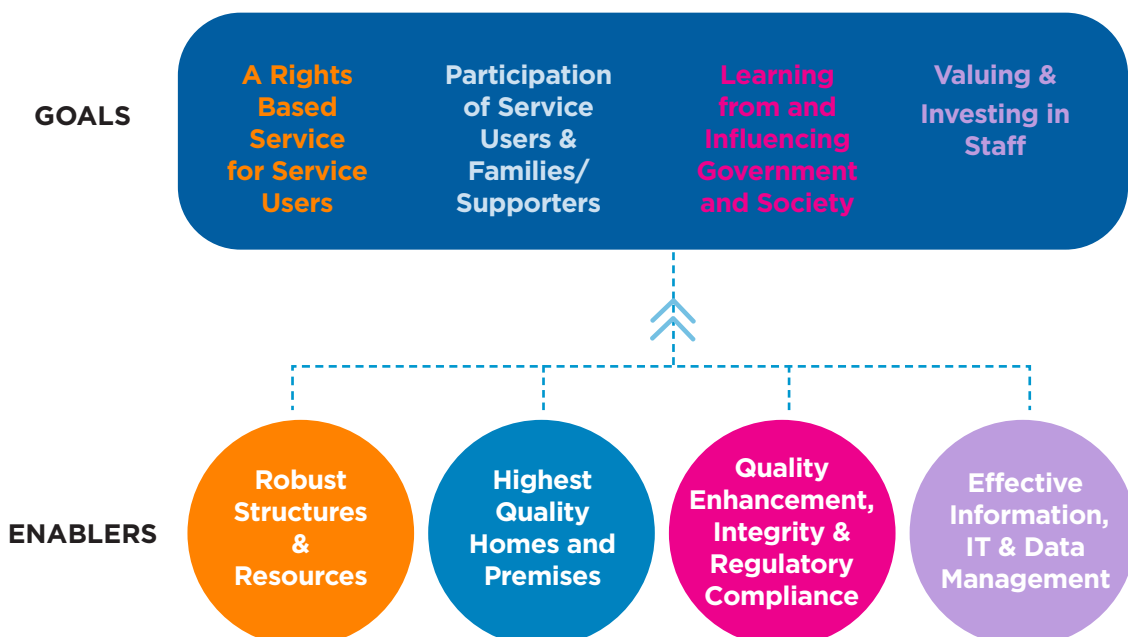 GOALS
A Rights
Based
Service
for Service
Users
Participation
of Service
Users &
Families/
Supporters
Learning
from and
Influencing
Government
and Society
Valuing &
Investing in
Staff
ENABLERS
Robust
Structures
&
Resources
Highest
Quality
Homes and
Premises
Quality
Enhancement,
Integrity &
Regulatory
Compliance
Effective
Information,
IT & Data
Management